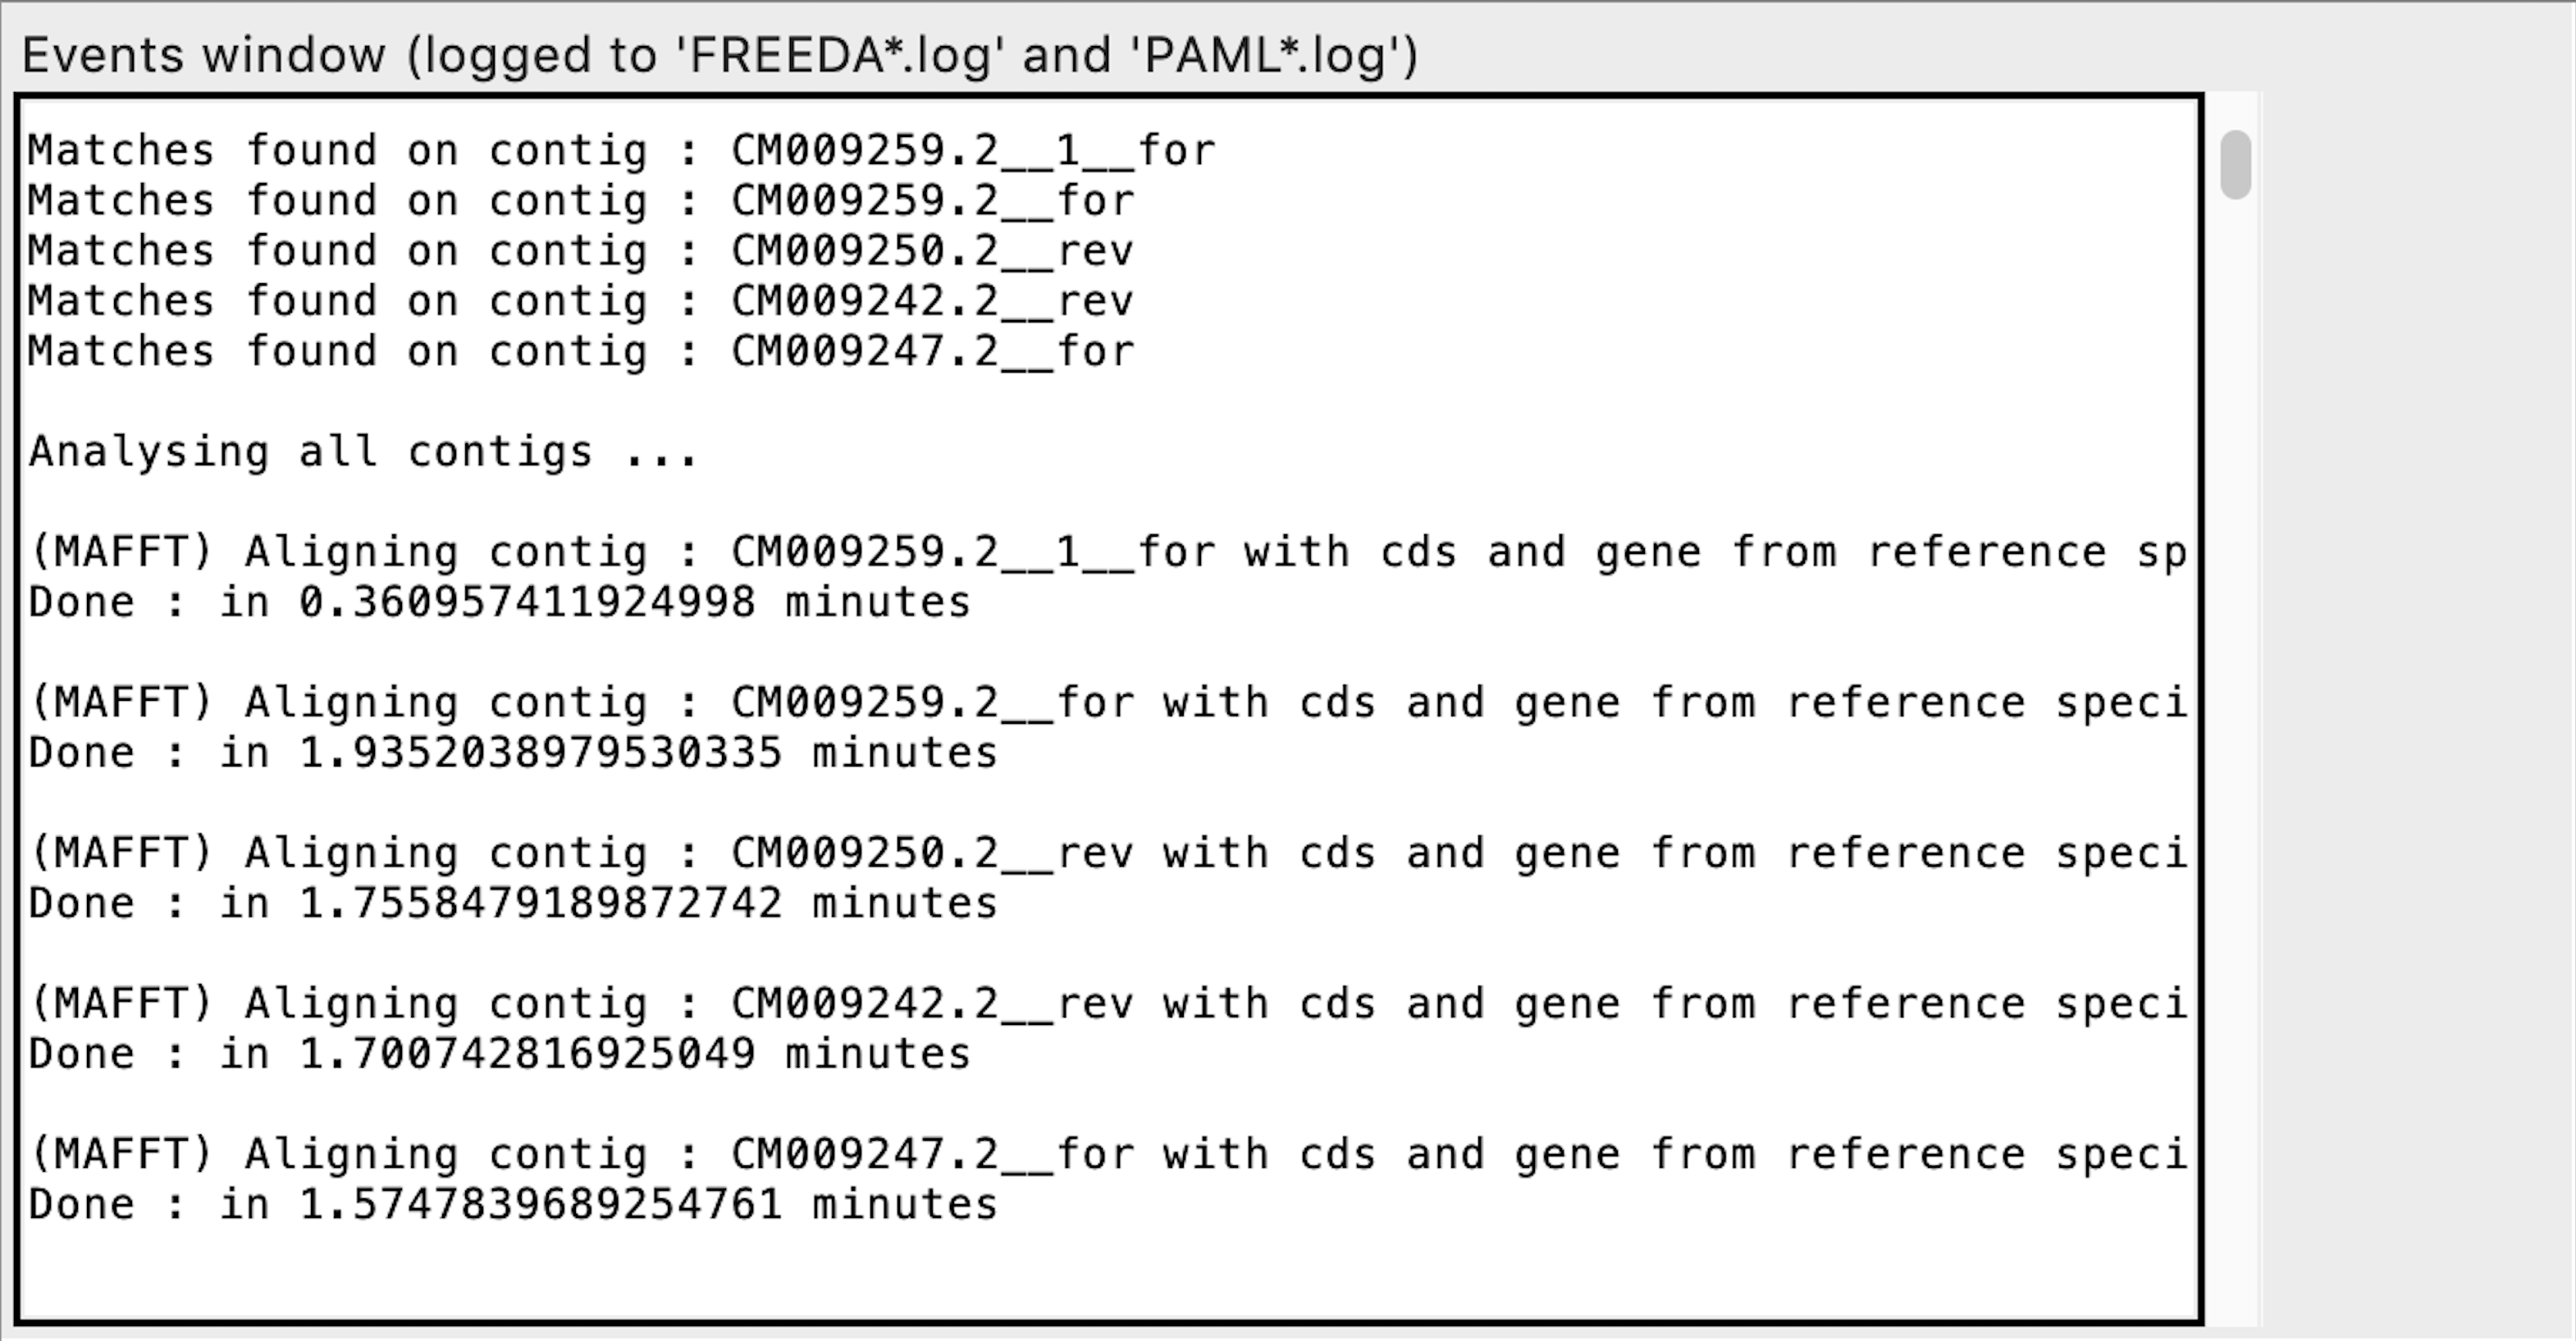 Events window (logged to 'FREEDA*.log' and 'PAML*.log')
Matches found on contig : CM009259.2__1__for
Matches found on contig : CM009259.2__for
Matches found on contig : CM009250.2__rev
Matches found on contig : CM009242.2__rev
Matches found on contig : CM009247.2__for
Analysing all contigs ...
(MAFFT) Aligning contig : CM009259.2__1__for with cds and gene from reference sp
Done : in 0.360957411924998 minutes
(MAFFT) Aligning contig : CM009259.2__for with cds and gene from reference speci
Done : in 1.9352038979530335 minutes
(MAFFT) Aligning contig : CM009250.2__rev with cds and gene from reference speci
Done : in 1.7558479189872742 minutes
(MAFFT) Aligning contig : CM009242.2__rev with cds and gene from reference speci
Done : in 1.700742816925049 minutes
(MAFFT) Aligning contig : CM009247.2__for with cds and gene from reference speci
Done : in 1.5747839689254761 minutes